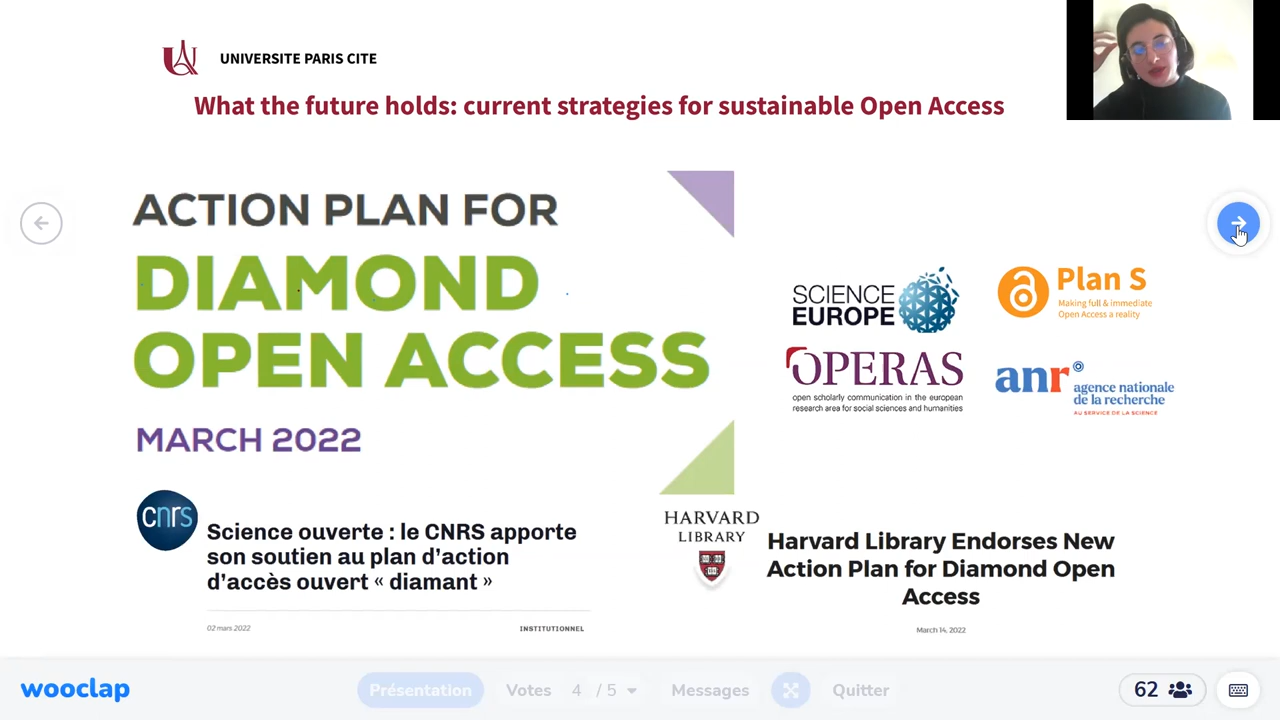 UNIVERSITE PARIS CITE
What the future holds: current strategies for sustainable Open Access
ACTION PLAN FOR
DIAMOND
OPEN ACCESS
MARCH 2022
SCIENCE
EUROPE
Plan S
Making full & immediate
Open Access a reality
OPERAS
open scholarly communication in the european
research area for social sciences and humanities
anr
agence nationale
de la recherche
AU SERVICE DE LA SCIENCE
cnrs
Science ouverte : le CNRS apporte
son soutien au plan d'action
d'accès ouvert « diamant »
02 mars 2022
INSTITUTIONNEL
HARVARD
LIBRARY
Harvard Library Endorses New
Action Plan for Diamond Open
Access
March 14, 2022
wooclap
Présentation
Votes
4 / 5
Messages
Quitter
62